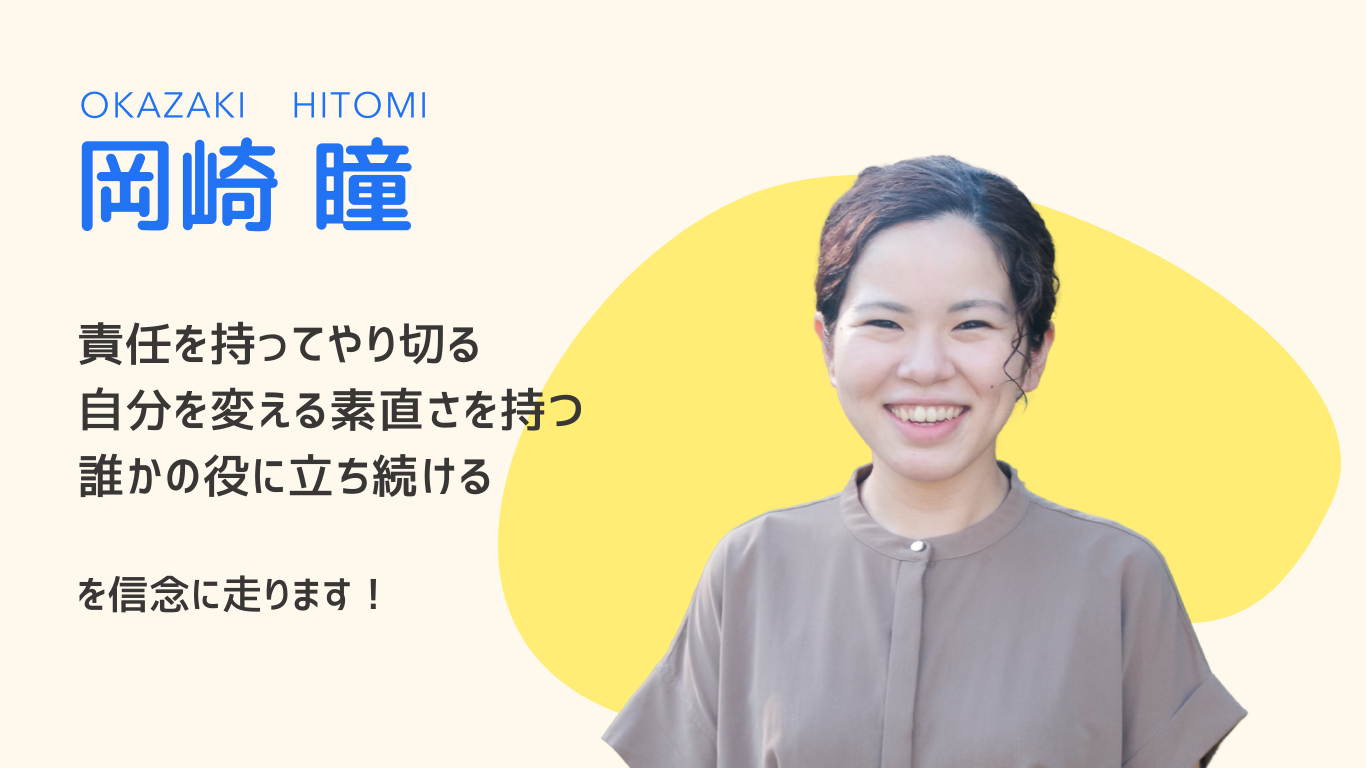 OKAZAKI HITOMI
岡崎 瞳
責任を持ってやり切る
自分を変える素直さを持つ
誰かの役に立ち続ける
を信念に走ります！